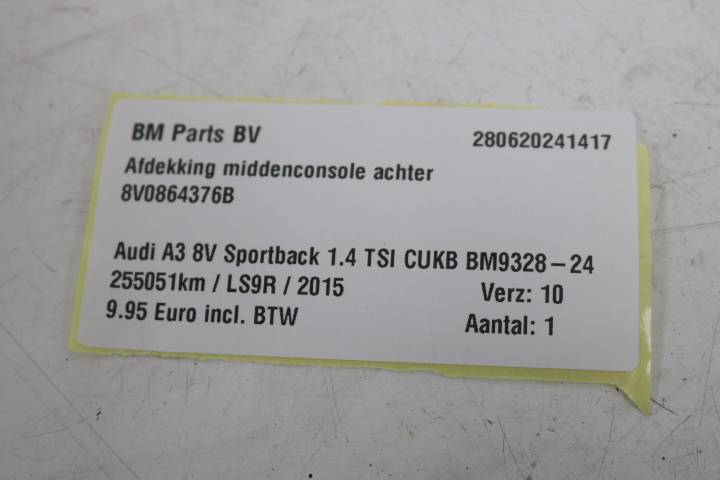 BM Parts BV 280620241417
Afdekking middenconsole achter
8V0864376B
Audi A3 8V Sportback 1.4 TSI CUKB BM9328-24
255051km / LS9R / 2015 Verz: 10
9.95 Euro incl. BTW Aantal: 1